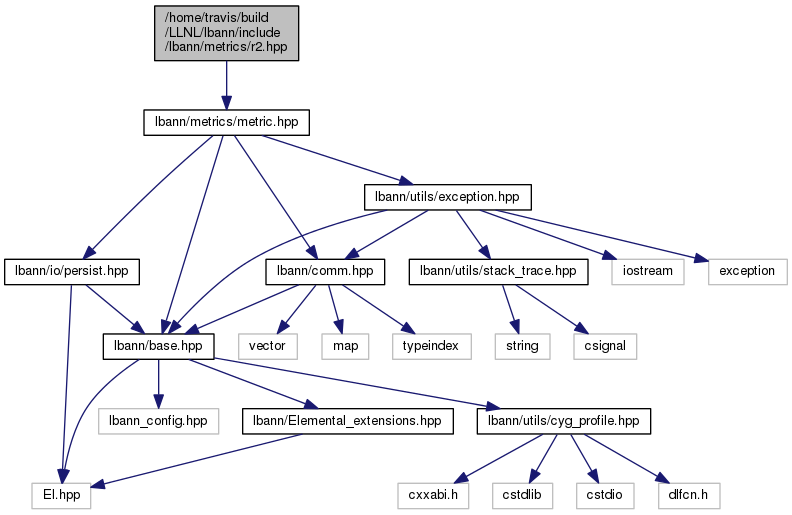 /home/travis/build
/LLNL/lbann/include
/lbann/metrics/r2.hpp
lbann/metrics/metric.hpp
lbann/utils/exception.hpp
lbann/io/persist.hpp
lbann/comm.hpp
lbann/utils/stack_trace.hpp
iostream
exception
lbann/base.hpp
vector
map
typeindex
string
csignal
lbann_config.hpp
lbann/Elemental_extensions.hpp
lbann/utils/cyg_profile.hpp
El.hpp
cxxabi.h
cstdlib
cstdio
dlfcn.h